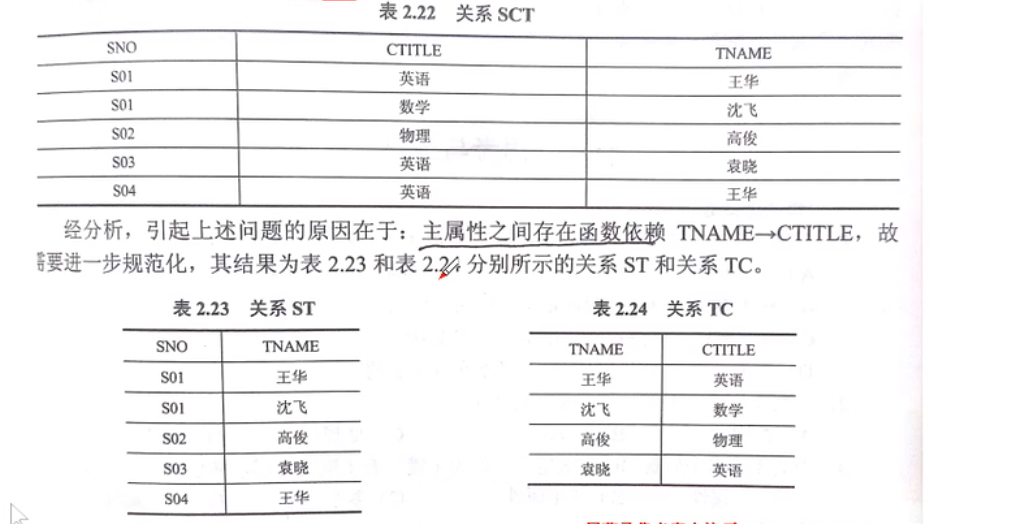 表 2.22 关系 SCT
SNO CTITLE TNAME
S01 英语 王华
S01 数学 沈飞
S02 物理 高俊
S03 英语 袁晓
S04 英语 王华
经分析，引起上述问题的原因在于：主属性之间存在函数依赖 TNAME→CTITLE，故
需要进一步规范化，其结果为表 2.23 和表 2.24 分别所示的关系 ST 和关系 TC。
表 2.23 关系 ST
SNO TNAME
S01 王华
S01 沈飞
S02 高俊
S03 袁晓
S04 王华
表 2.24 关系 TC
TNAME CTITLE
王华 英语
沈飞 数学
高俊 物理
袁晓 英语